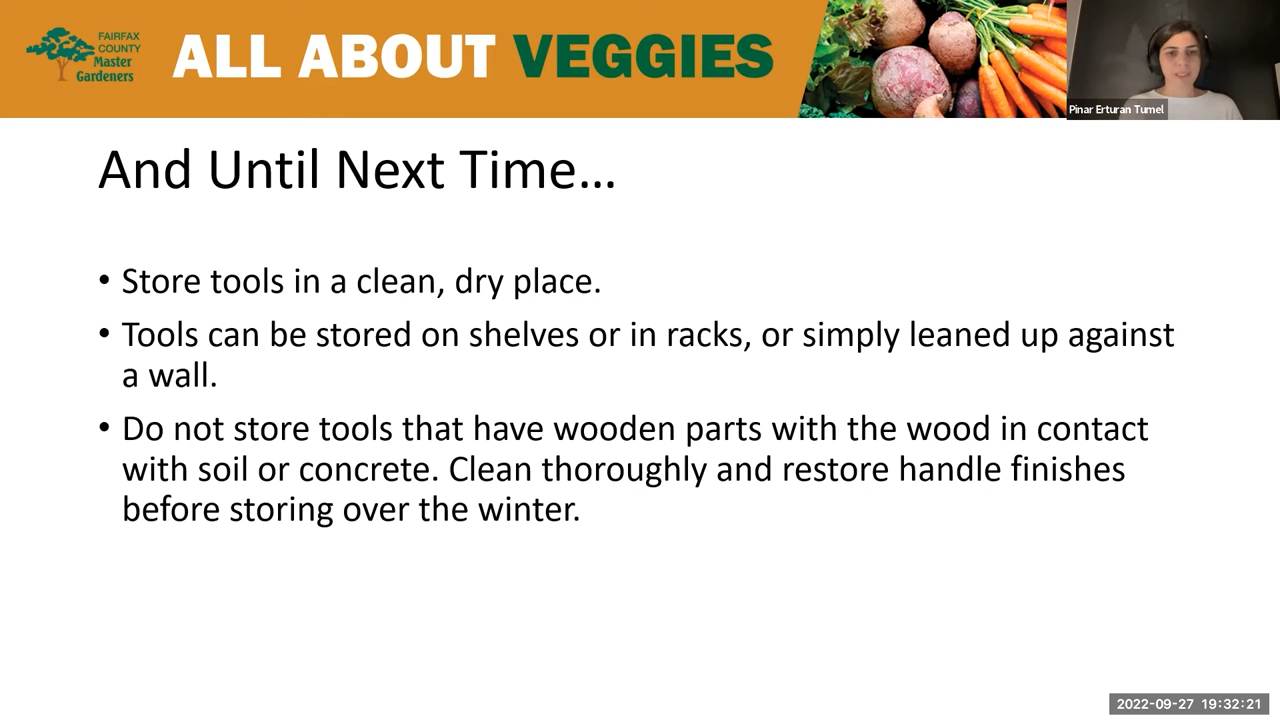 FAIRFAX
COUNTY
Master
Gardeners
ALL ABOUT VEGGIES
Pinar Erturan Tumel
And Until Next Time...
• Store tools in a clean, dry place.
• Tools can be stored on shelves or in racks, or simply leaned up against
a wall.
• Do not store tools that have wooden parts with the wood in contact
with soil or concrete. Clean thoroughly and restore handle finishes
before storing over the winter.
2022-09-27 19:32:21